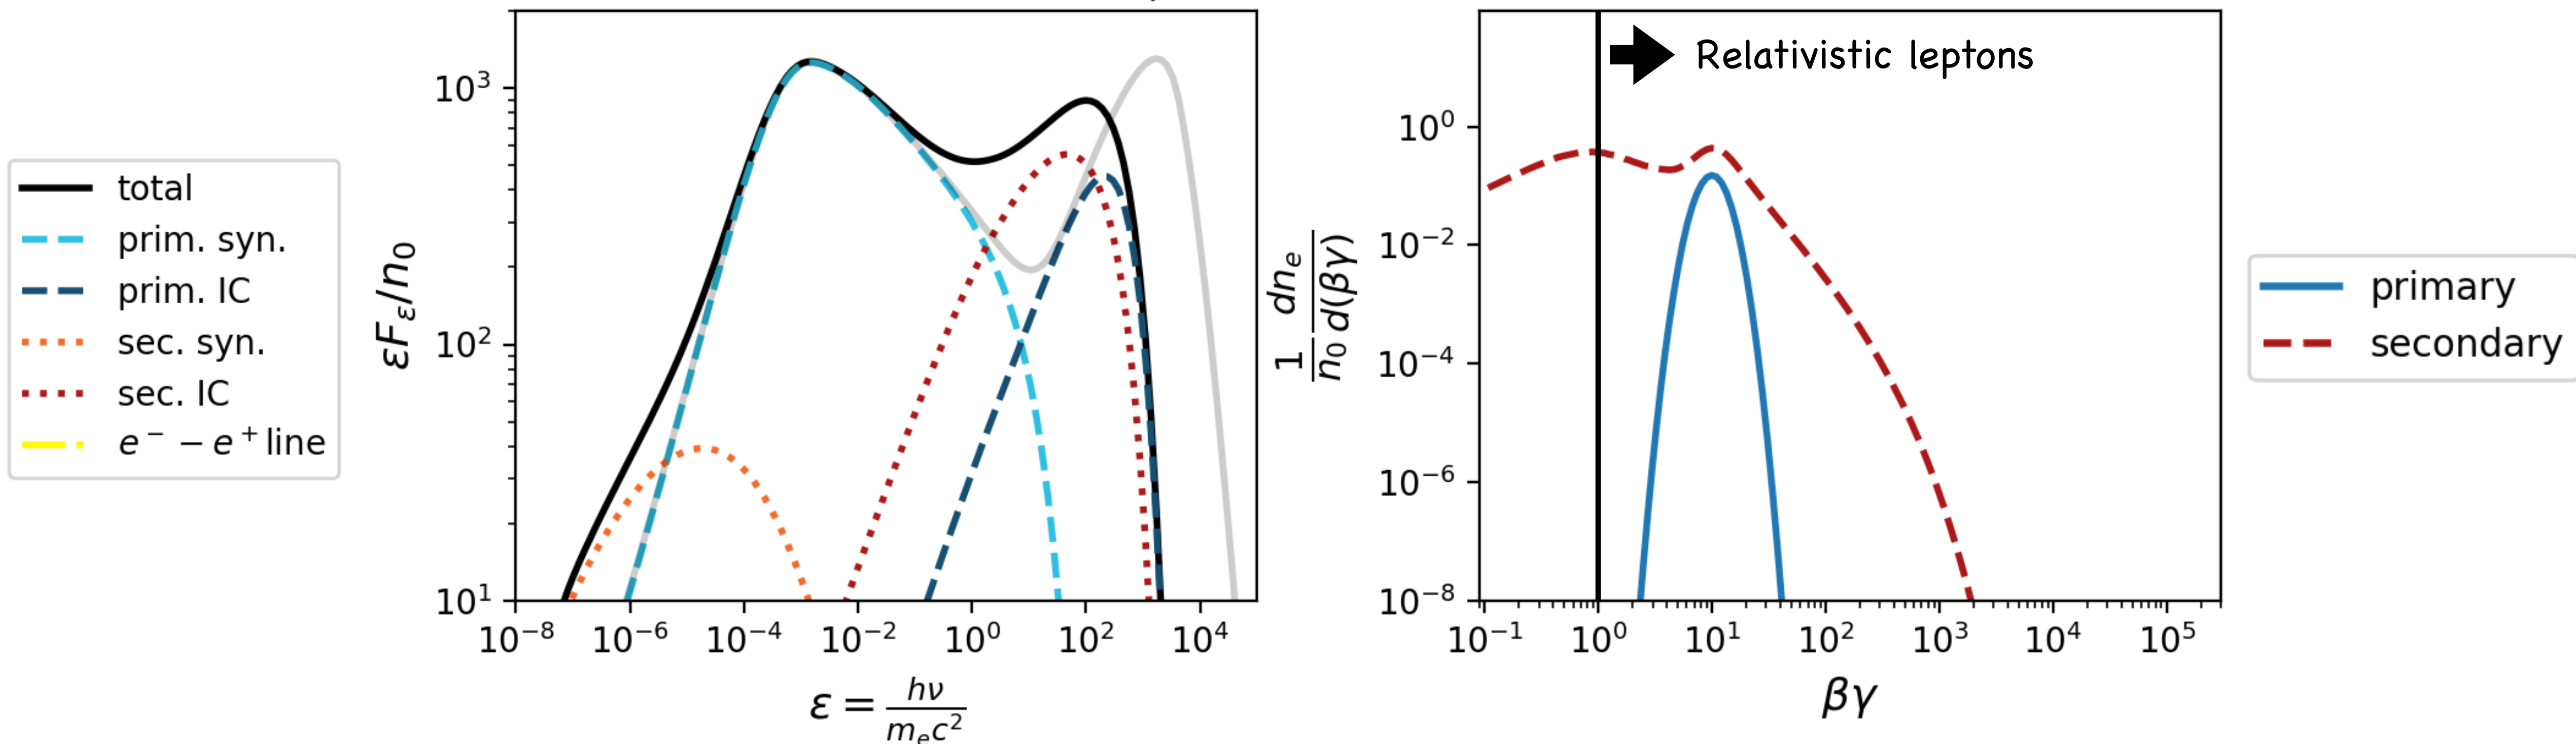 total
prim. syn.
prim. IC
sec. syn.
sec. IC
e⁻ − e⁺ line
εF_ε/n₀
10³
10²
10¹
10⁻⁸ 10⁻⁶ 10⁻⁴ 10⁻² 10⁰ 10² 10⁴
ε = hν / mₑc²
Relativistic leptons
1/n₀ dnₑ/d(βγ)
10⁰
10⁻²
10⁻⁴
10⁻⁶
10⁻⁸
10⁻¹ 10⁰ 10¹ 10² 10³ 10⁴ 10⁵
βγ
primary
secondary